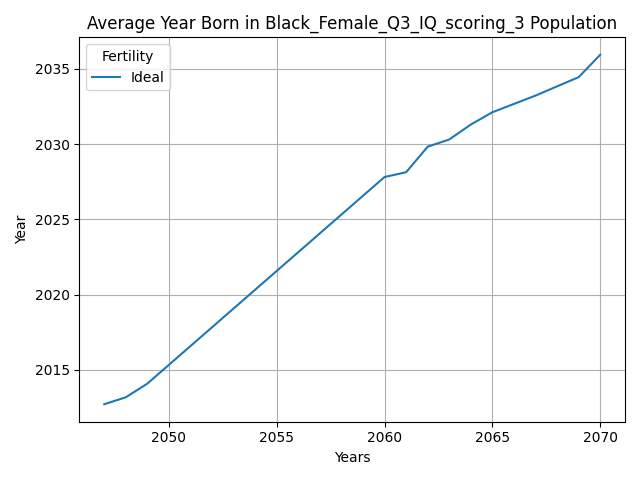 Average Year Born in Black_Female_Q3_IQ_scoring_3 Population
Fertility
Ideal
Year
2035
2030
2025
2020
2015
2050 2055 2060 2065 2070
Years